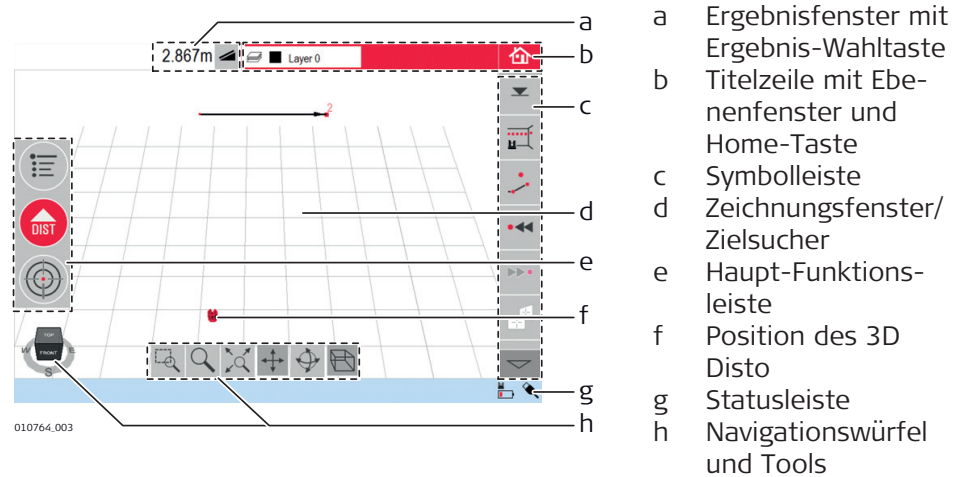 2.867m
Layer 0
2
DIST
TOP
FRONT
W
E
S
010764_003
a
b
c
d
e
f
g
h
a Ergebnisfenster mit
Ergebnis-Wahltaste
b Titelzeile mit Ebe-
nenfenster und
Home-Taste
c Symbolleiste
d Zeichnungsfenster/
Zielsucher
e Haupt-Funktions-
leiste
f Position des 3D
Disto
g Statusleiste
h Navigationswürfel
und Tools